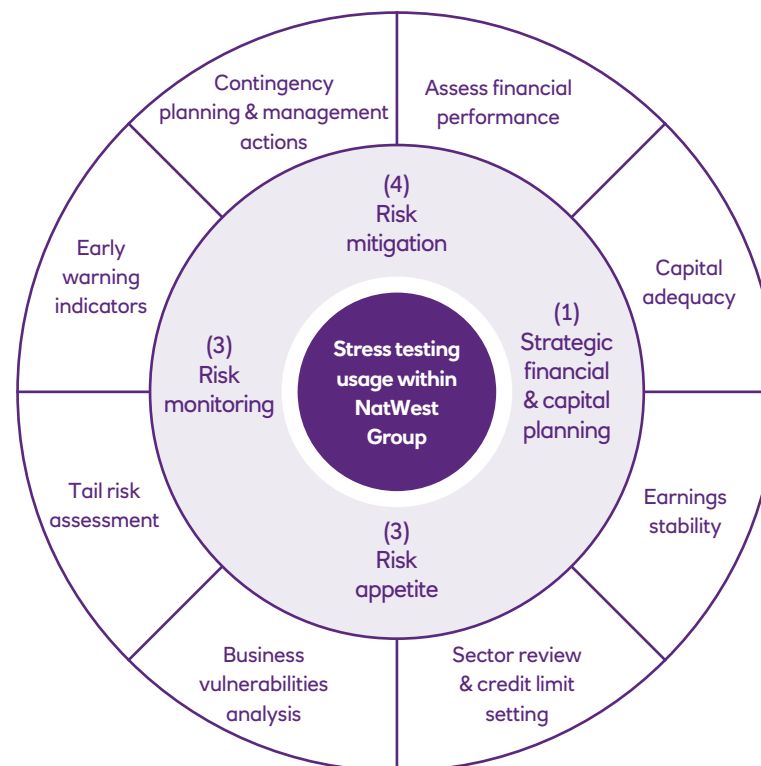 Contingency
planning & management
actions
Assess financial
performance
Early
warning
indicators
Capital
adequacy
(4)
Risk
mitigation
(3)
Risk
monitoring
Stress testing
usage within
NatWest
Group
(1)
Strategic
financial
& capital
planning
(3)
Risk
appetite
Tail risk
assessment
Earnings
stability
Business
vulnerabilities
analysis
Sector review
& credit limit
setting